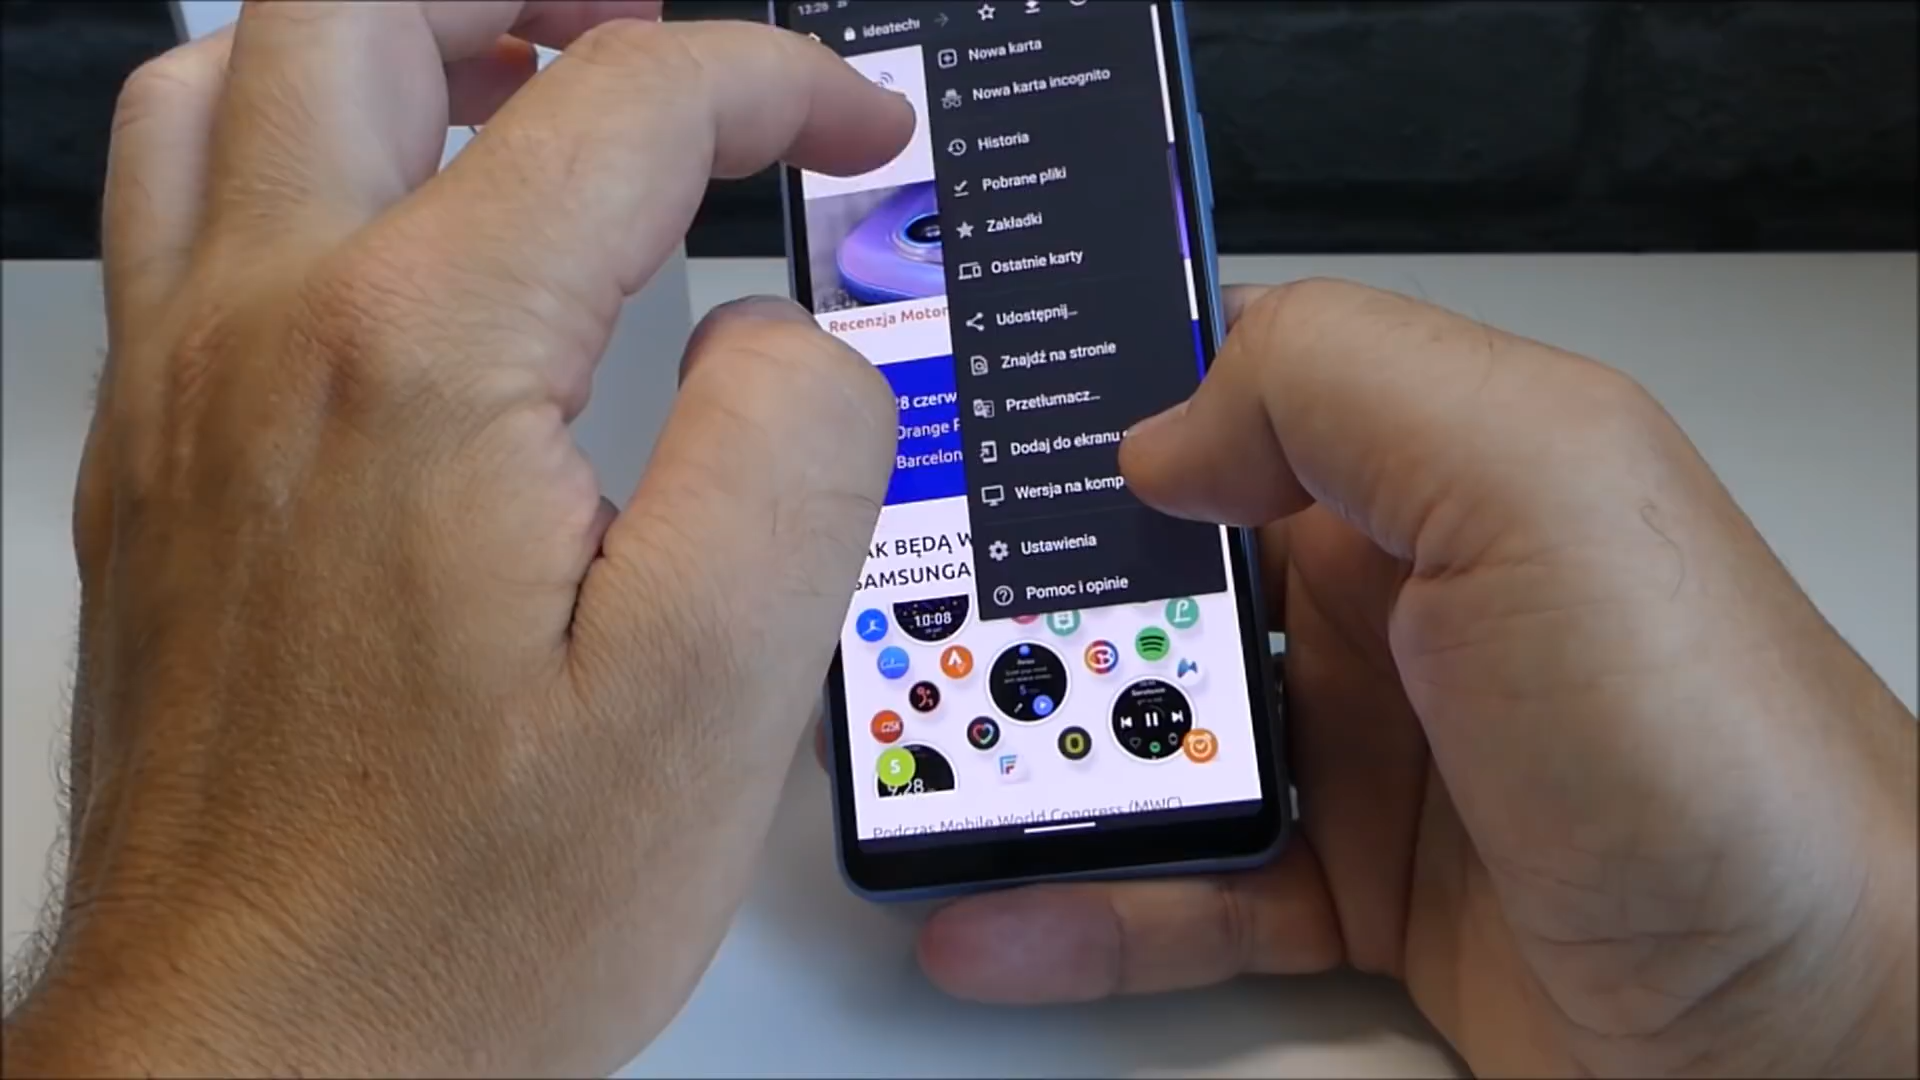 13:26
ideatech
Nowa karta
Nowa karta incognito
Historia
Pobrane pliki
Zakładki
Ostatnie karty
Udostępnij...
Znajdź na stronie
Przetłumacz...
Dodaj do ekranu
Wersja na komp
Ustawienia
Pomoc i opinie
Recenzja Motor
28 czerw
Orange
Barcelon
AK BĘDĄ W
SAMSUNGA
10:08
9:28
Podczas Mobile World Congress (MWC)